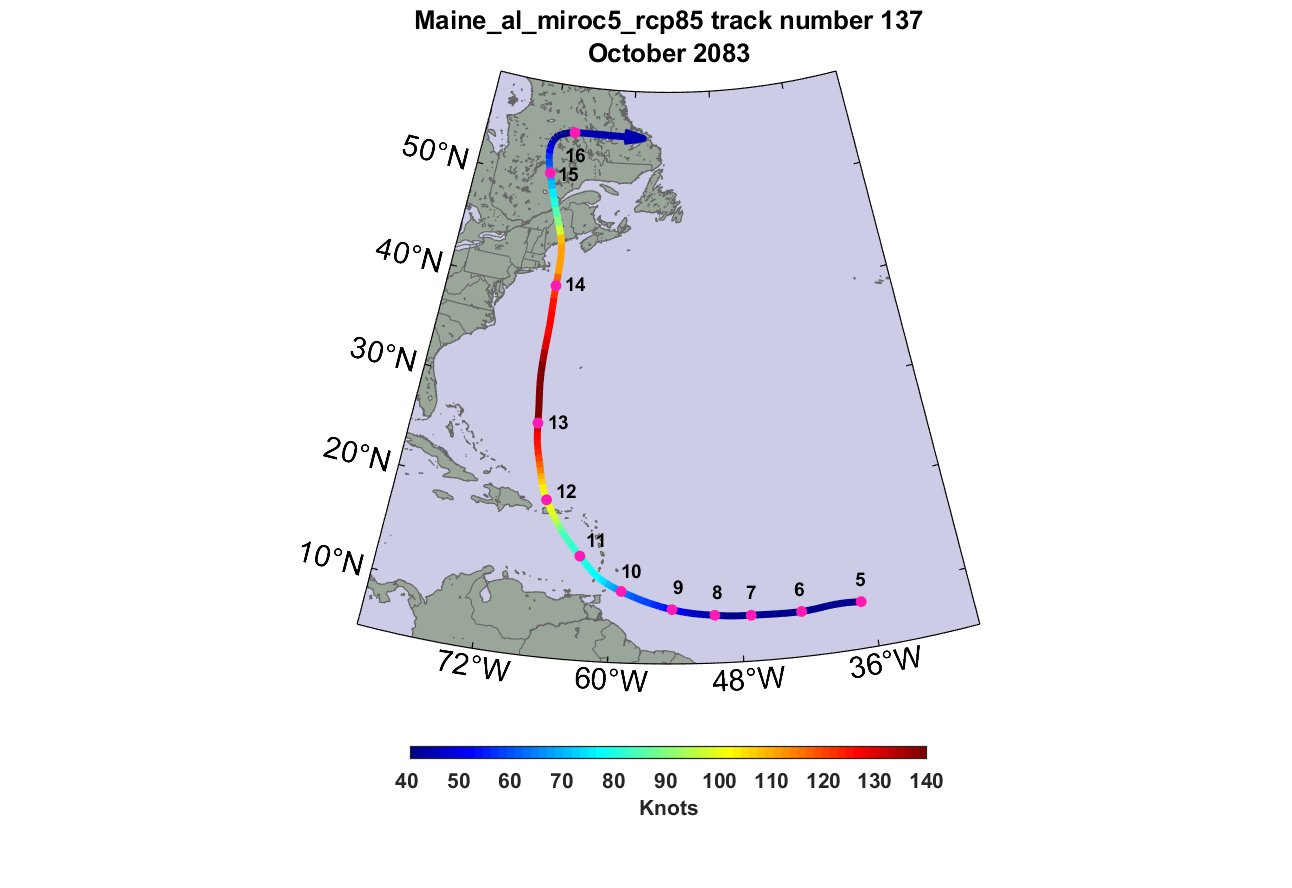 Maine_al_miroc5_rcp85 track number 137
October 2083
50°N
40°N
30°N
20°N
10°N
16
15
14
13
12
11
10
9
8
7
6
5
72°W
60°W
48°W
36°W
40 50 60 70 80 90 100 110 120 130 140
Knots